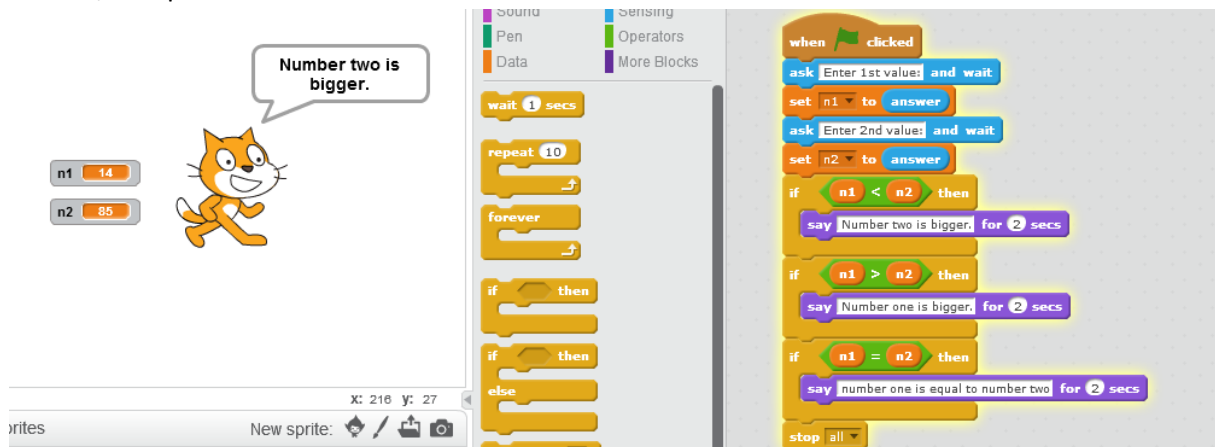 Number two is
bigger.
n1 14
n2 85
X: 216 Y: 27
New sprite:
Sound Sensing
Pen Operators
Data More Blocks
wait 1 secs
repeat 10
forever
if then
if then
else
when clicked
ask Enter 1st value: and wait
set n1 to answer
ask Enter 2nd value: and wait
set n2 to answer
if n1 < n2 then
say Number two is bigger. for 2 secs
if n1 > n2 then
say Number one is bigger. for 2 secs
if n1 = n2 then
say number one is equal to number two for 2 secs
stop all